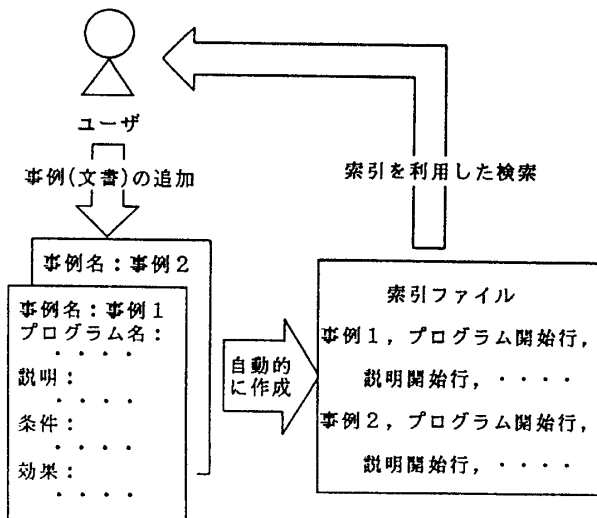 ユーザ
事例(文書)の追加
索引を利用した検索
事例名：事例2
事例名：事例1
プログラム名：
・・・・
説明：
・・・・
条件：
・・・・
効果：
・・・・
自動的
に作成
索引ファイル
事例1，プログラム開始行，
説明開始行，・・・・
事例2，プログラム開始行，
説明開始行，・・・・